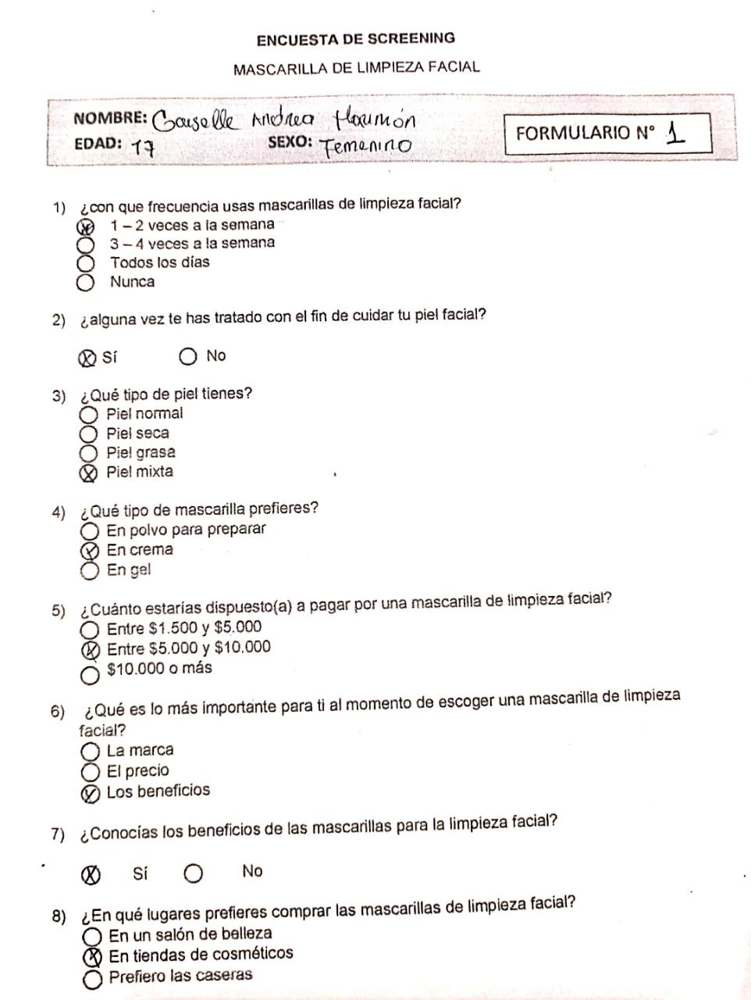 ENCUESTA DE SCREENING
MASCARILLA DE LIMPIEZA FACIAL
NOMBRE: Andrea
EDAD: 17 SEXO: Femenino
FORMULARIO N° 1
1) ¿con que frecuencia usas mascarillas de limpieza facial?
1 – 2 veces a la semana
3 – 4 veces a la semana
Todos los días
Nunca
2) ¿alguna vez te has tratado con el fin de cuidar tu piel facial?
Sí No
3) ¿Qué tipo de piel tienes?
Piel normal
Piel seca
Piel grasa
Piel mixta
4) ¿Qué tipo de mascarilla prefieres?
En polvo para preparar
En crema
En gel
5) ¿Cuánto estarías dispuesto(a) a pagar por una mascarilla de limpieza facial?
Entre $1.500 y $5.000
Entre $5.000 y $10.000
$10.000 o más
6) ¿Qué es lo más importante para ti al momento de escoger una mascarilla de limpieza
facial?
La marca
El precio
Los beneficios
7) ¿Conocías los beneficios de las mascarillas para la limpieza facial?
Sí No
8) ¿En qué lugares prefieres comprar las mascarillas de limpieza facial?
En un salón de belleza
En tiendas de cosméticos
Prefiero las caseras